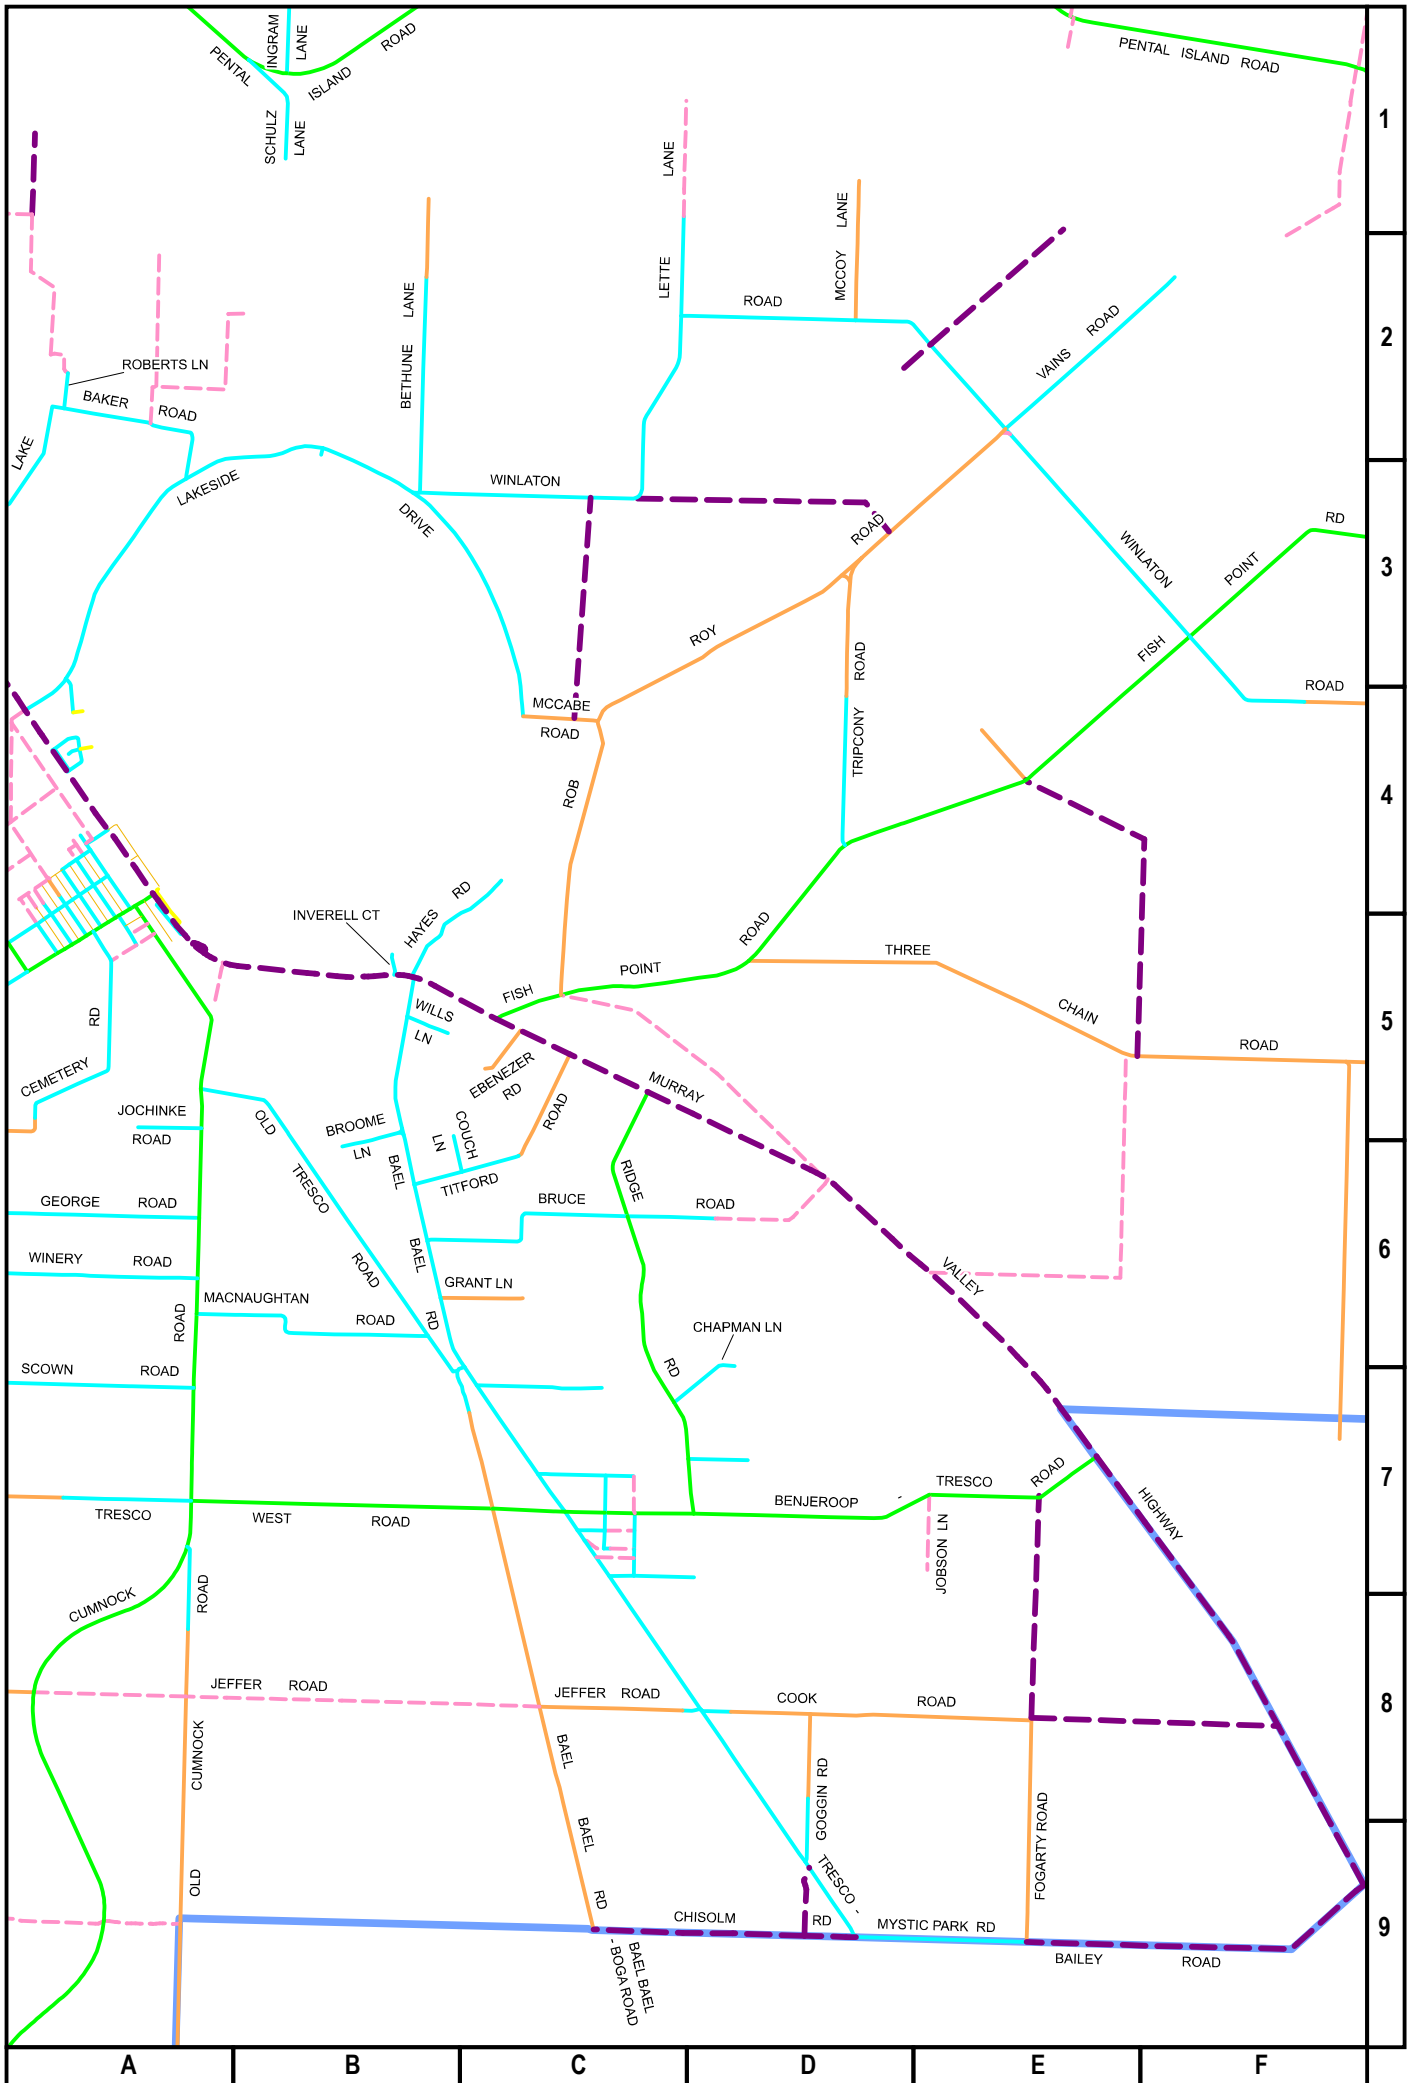 INGRAM
LANE
PENTAL
ISLAND
ROAD
SCHULZ
LANE
PENTAL ISLAND ROAD
1
LETTE
LANE
MCCOY
LANE
ROAD
BETHUNE
LANE
VAINS
ROAD
2
ROBERTS LN
BAKER
ROAD
LAKE
LAKESIDE
DRIVE
WINLATON
ROAD
WINLATON
FISH
POINT
RD
3
ROY
ROAD
TRIPCONY
MCCABE
ROAD
ROAD
ROB
4
INVERELL CT
HAYES
RD
ROAD
THREE
POINT
FISH
CHAIN
ROAD
5
WILLS
LN
RD
CEMETERY
EBENEZER
RD
MURRAY
JOCHINKE
ROAD
OLD
BROOME
LN
LN
COUCH
ROAD
TRESCO
BAEL
TITFORD
RIDGE
GEORGE
ROAD
BRUCE
ROAD
6
WINERY
ROAD
ROAD
BAEL
GRANT LN
VALLEY
MACNAUGHTAN
ROAD
ROAD
RD
CHAPMAN LN
SCOWN
ROAD
RD
7
TRESCO
WEST
ROAD
BENJEROOP
-
TRESCO
ROAD
HIGHWAY
JOBSON LN
CUMNOCK
ROAD
JEFFER
ROAD
JEFFER ROAD
COOK
ROAD
8
CUMNOCK
BAEL
GOGGIN RD
BAEL
OLD
RD
TRESCO -
FOGARTY ROAD
CHISOLM
RD
MYSTIC PARK RD
9
BAILEY
ROAD
BAEL BAEL
- BOGA ROAD
A
B
C
D
E
F